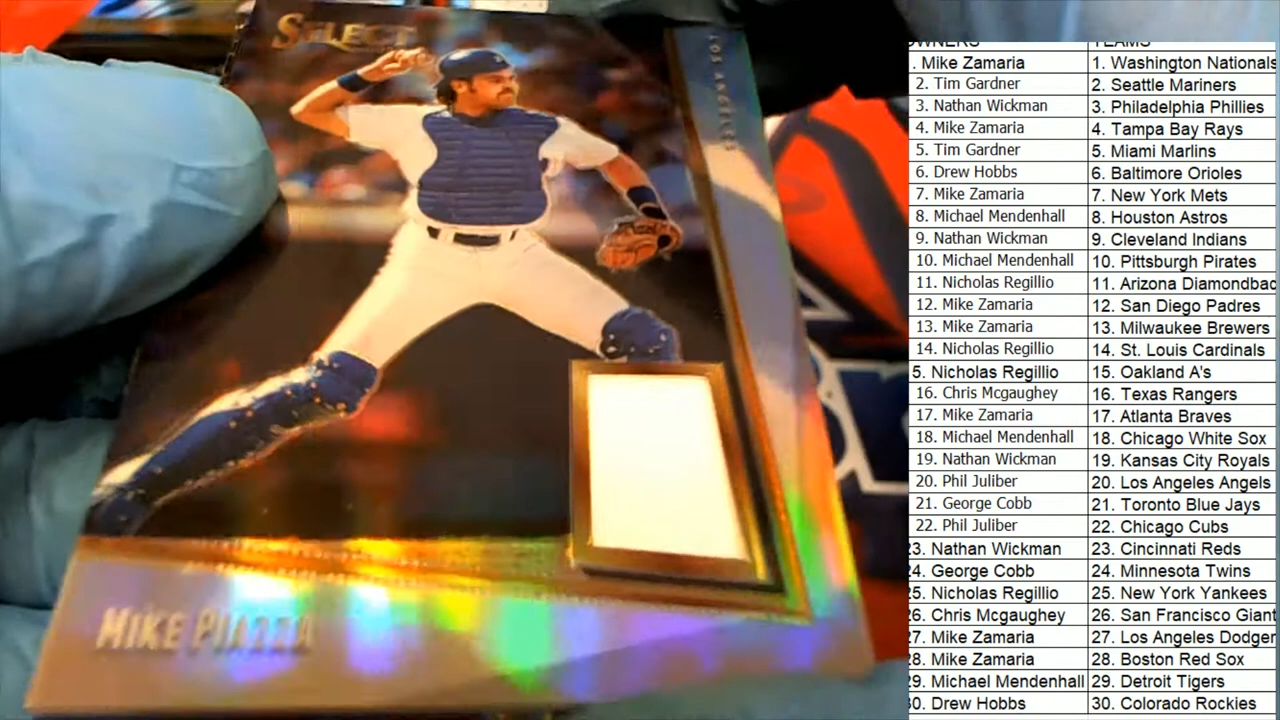 SELECT
LOS ANGELES
MIKE PIAZZA
OWNERS TEAMS
. Mike Zamaria 1. Washington Nationals
2. Tim Gardner 2. Seattle Mariners
3. Nathan Wickman 3. Philadelphia Phillies
4. Mike Zamaria 4. Tampa Bay Rays
5. Tim Gardner 5. Miami Marlins
6. Drew Hobbs 6. Baltimore Orioles
7. Mike Zamaria 7. New York Mets
8. Michael Mendenhall 8. Houston Astros
9. Nathan Wickman 9. Cleveland Indians
10. Michael Mendenhall 10. Pittsburgh Pirates
11. Nicholas Regillio 11. Arizona Diamondbac
12. Mike Zamaria 12. San Diego Padres
13. Mike Zamaria 13. Milwaukee Brewers
14. Nicholas Regillio 14. St. Louis Cardinals
5. Nicholas Regillio 15. Oakland A's
16. Chris Mcgaughey 16. Texas Rangers
17. Mike Zamaria 17. Atlanta Braves
18. Michael Mendenhall 18. Chicago White Sox
19. Nathan Wickman 19. Kansas City Royals
20. Phil Juliber 20. Los Angeles Angels
21. George Cobb 21. Toronto Blue Jays
22. Phil Juliber 22. Chicago Cubs
23. Nathan Wickman 23. Cincinnati Reds
24. George Cobb 24. Minnesota Twins
25. Nicholas Regillio 25. New York Yankees
26. Chris Mcgaughey 26. San Francisco Giant
27. Mike Zamaria 27. Los Angeles Dodger
28. Mike Zamaria 28. Boston Red Sox
29. Michael Mendenhall 29. Detroit Tigers
30. Drew Hobbs 30. Colorado Rockies